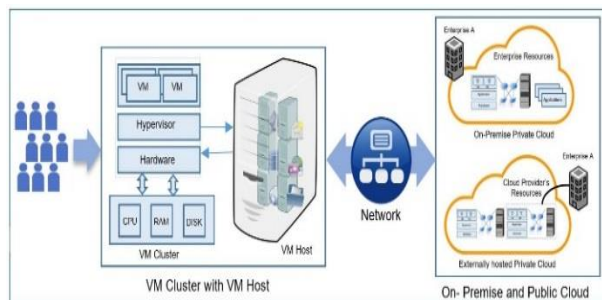 VM
VM
Hypervisor
Hardware
CPU
RAM
DISK
VM Cluster
VM Host
VM Cluster with VM Host
Network
Enterprise A
Enterprise Resources
Applications
On-Premise Private Cloud
Enterprise A
Cloud Provider's
Resources
Externally hosted Private Cloud
On- Premise and Public Cloud